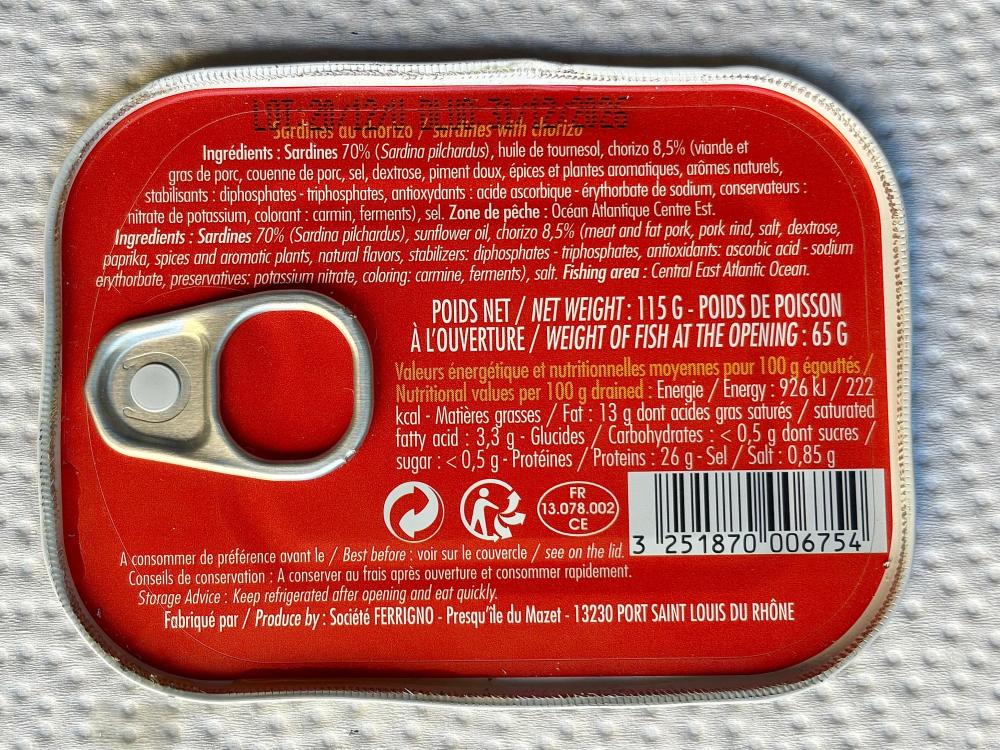 31/12/2026
Sardines au chorizo / sardines with chorizo
Ingrédients : Sardines 70% (Sardina pilchardus), huile de tournesol, chorizo 8,5% (viande et
gras de porc, couenne de porc, sel, dextrose, piment doux, épices et plantes aromatiques, arômes naturels,
stabilisants : diphosphates - triphosphates, antioxydants : acide ascorbique - érythorbate de sodium, conservateurs :
nitrate de potassium, colorant : carmin, ferments), sel. Zone de pêche : Océan Atlantique Centre Est.
Ingredients : Sardines 70% (Sardina pilchardus), sunflower oil, chorizo 8,5% (meat and fat pork, pork rind, salt, dextrose,
paprika, spices and aromatic plants, natural flavors, stabilizers: diphosphates - triphosphates, antioxidants: ascorbic acid - sodium
erythorbate, preservatives: potassium nitrate, coloring: carmine, ferments), salt. Fishing area : Central East Atlantic Ocean.
POIDS NET / NET WEIGHT : 115 G - POIDS DE POISSON
À L'OUVERTURE / WEIGHT OF FISH AT THE OPENING : 65 G
Valeurs énergétique et nutritionnelles moyennes pour 100 g égouttés /
Nutritional values per 100 g drained : Energie / Energy : 926 kJ / 222
kcal - Matières grasses / Fat : 13 g dont acides gras saturés / saturated
fatty acid : 3,3 g - Glucides / Carbohydrates : < 0,5 g dont sucres /
sugar : < 0,5 g - Protéines / Proteins : 26 g - Sel / Salt : 0,85 g
FR
13.078.002
CE
3 251870 006754
A consommer de préférence avant le / Best before : voir sur le couvercle / see on the lid.
Conseils de conservation : A conserver au frais après ouverture et consommer rapidement.
Storage Advice : Keep refrigerated after opening and eat quickly.
Fabriqué par / Produce by : Société FERRIGNO - Presqu'île du Mazet - 13230 PORT SAINT LOUIS DU RHÔNE